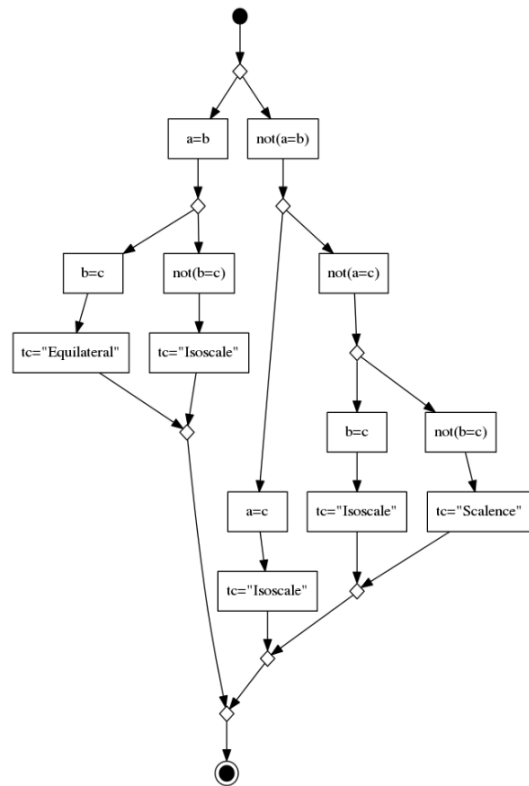 a=b
not(a=b)
b=c
not(b=c)
not(a=c)
tc="Equilateral"
tc="Isoscale"
b=c
not(b=c)
a=c
tc="Isoscale"
tc="Scalence"
tc="Isoscale"